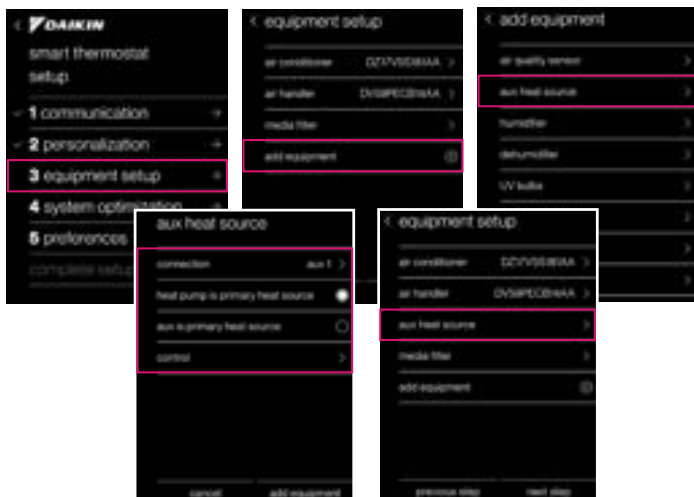 DAIKIN
smart thermostat
setup
1 communication
2 personalization
3 equipment setup
4 system optimization
5 preferences
complete setup
equipment setup
air conditioner
air handler
media filter
add equipment
add equipment
air quality sensor
aux heat source
humidifier
dehumidifier
UV bulbs
aux heat source
connection aux 1
heat pump is primary heat source
aux is primary heat source
control
cancel add equipment
equipment setup
air conditioner
air handler
aux heat source
media filter
add equipment
previous step next step